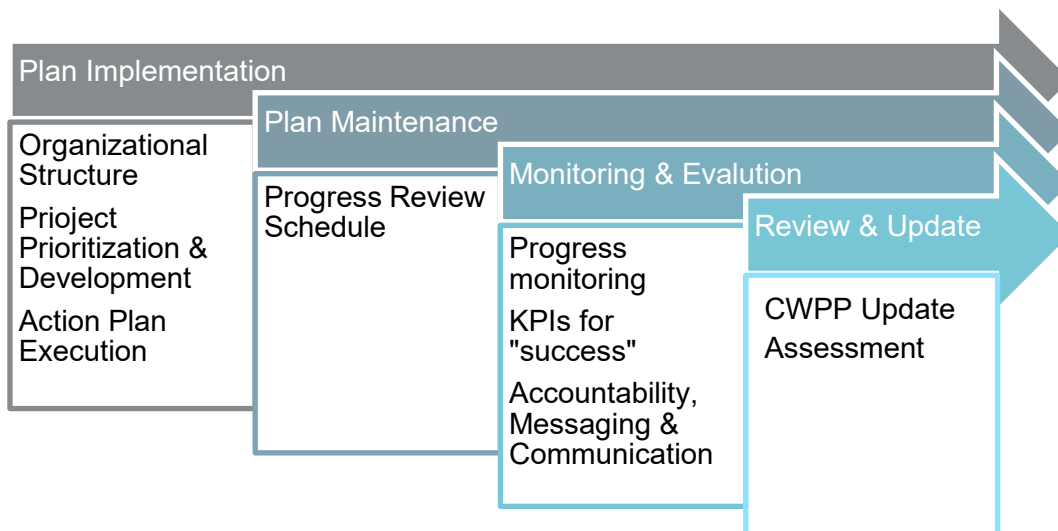 Plan Implementation
Organizational
Structure
Prioject
Prioritization &
Development
Action Plan
Execution
Plan Maintenance
Progress Review
Schedule
Monitoring & Evalution
Progress
monitoring
KPIs for
"success"
Accountability,
Messaging &
Communication
Review & Update
CWPP Update
Assessment